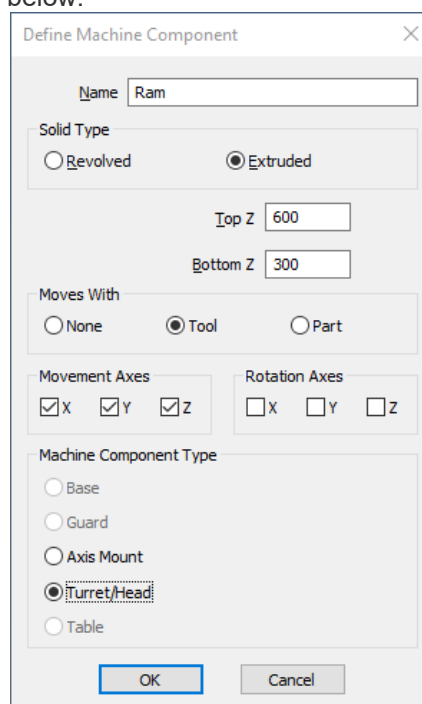 below.
Define Machine Component
Name Ram
Solid Type
Revolved Extruded
Top Z 600
Bottom Z 300
Moves With
None Tool Part
Movement Axes Rotation Axes
X Y Z X Y Z
Machine Component Type
Base
Guard
Axis Mount
Turret/Head
Table
OK Cancel